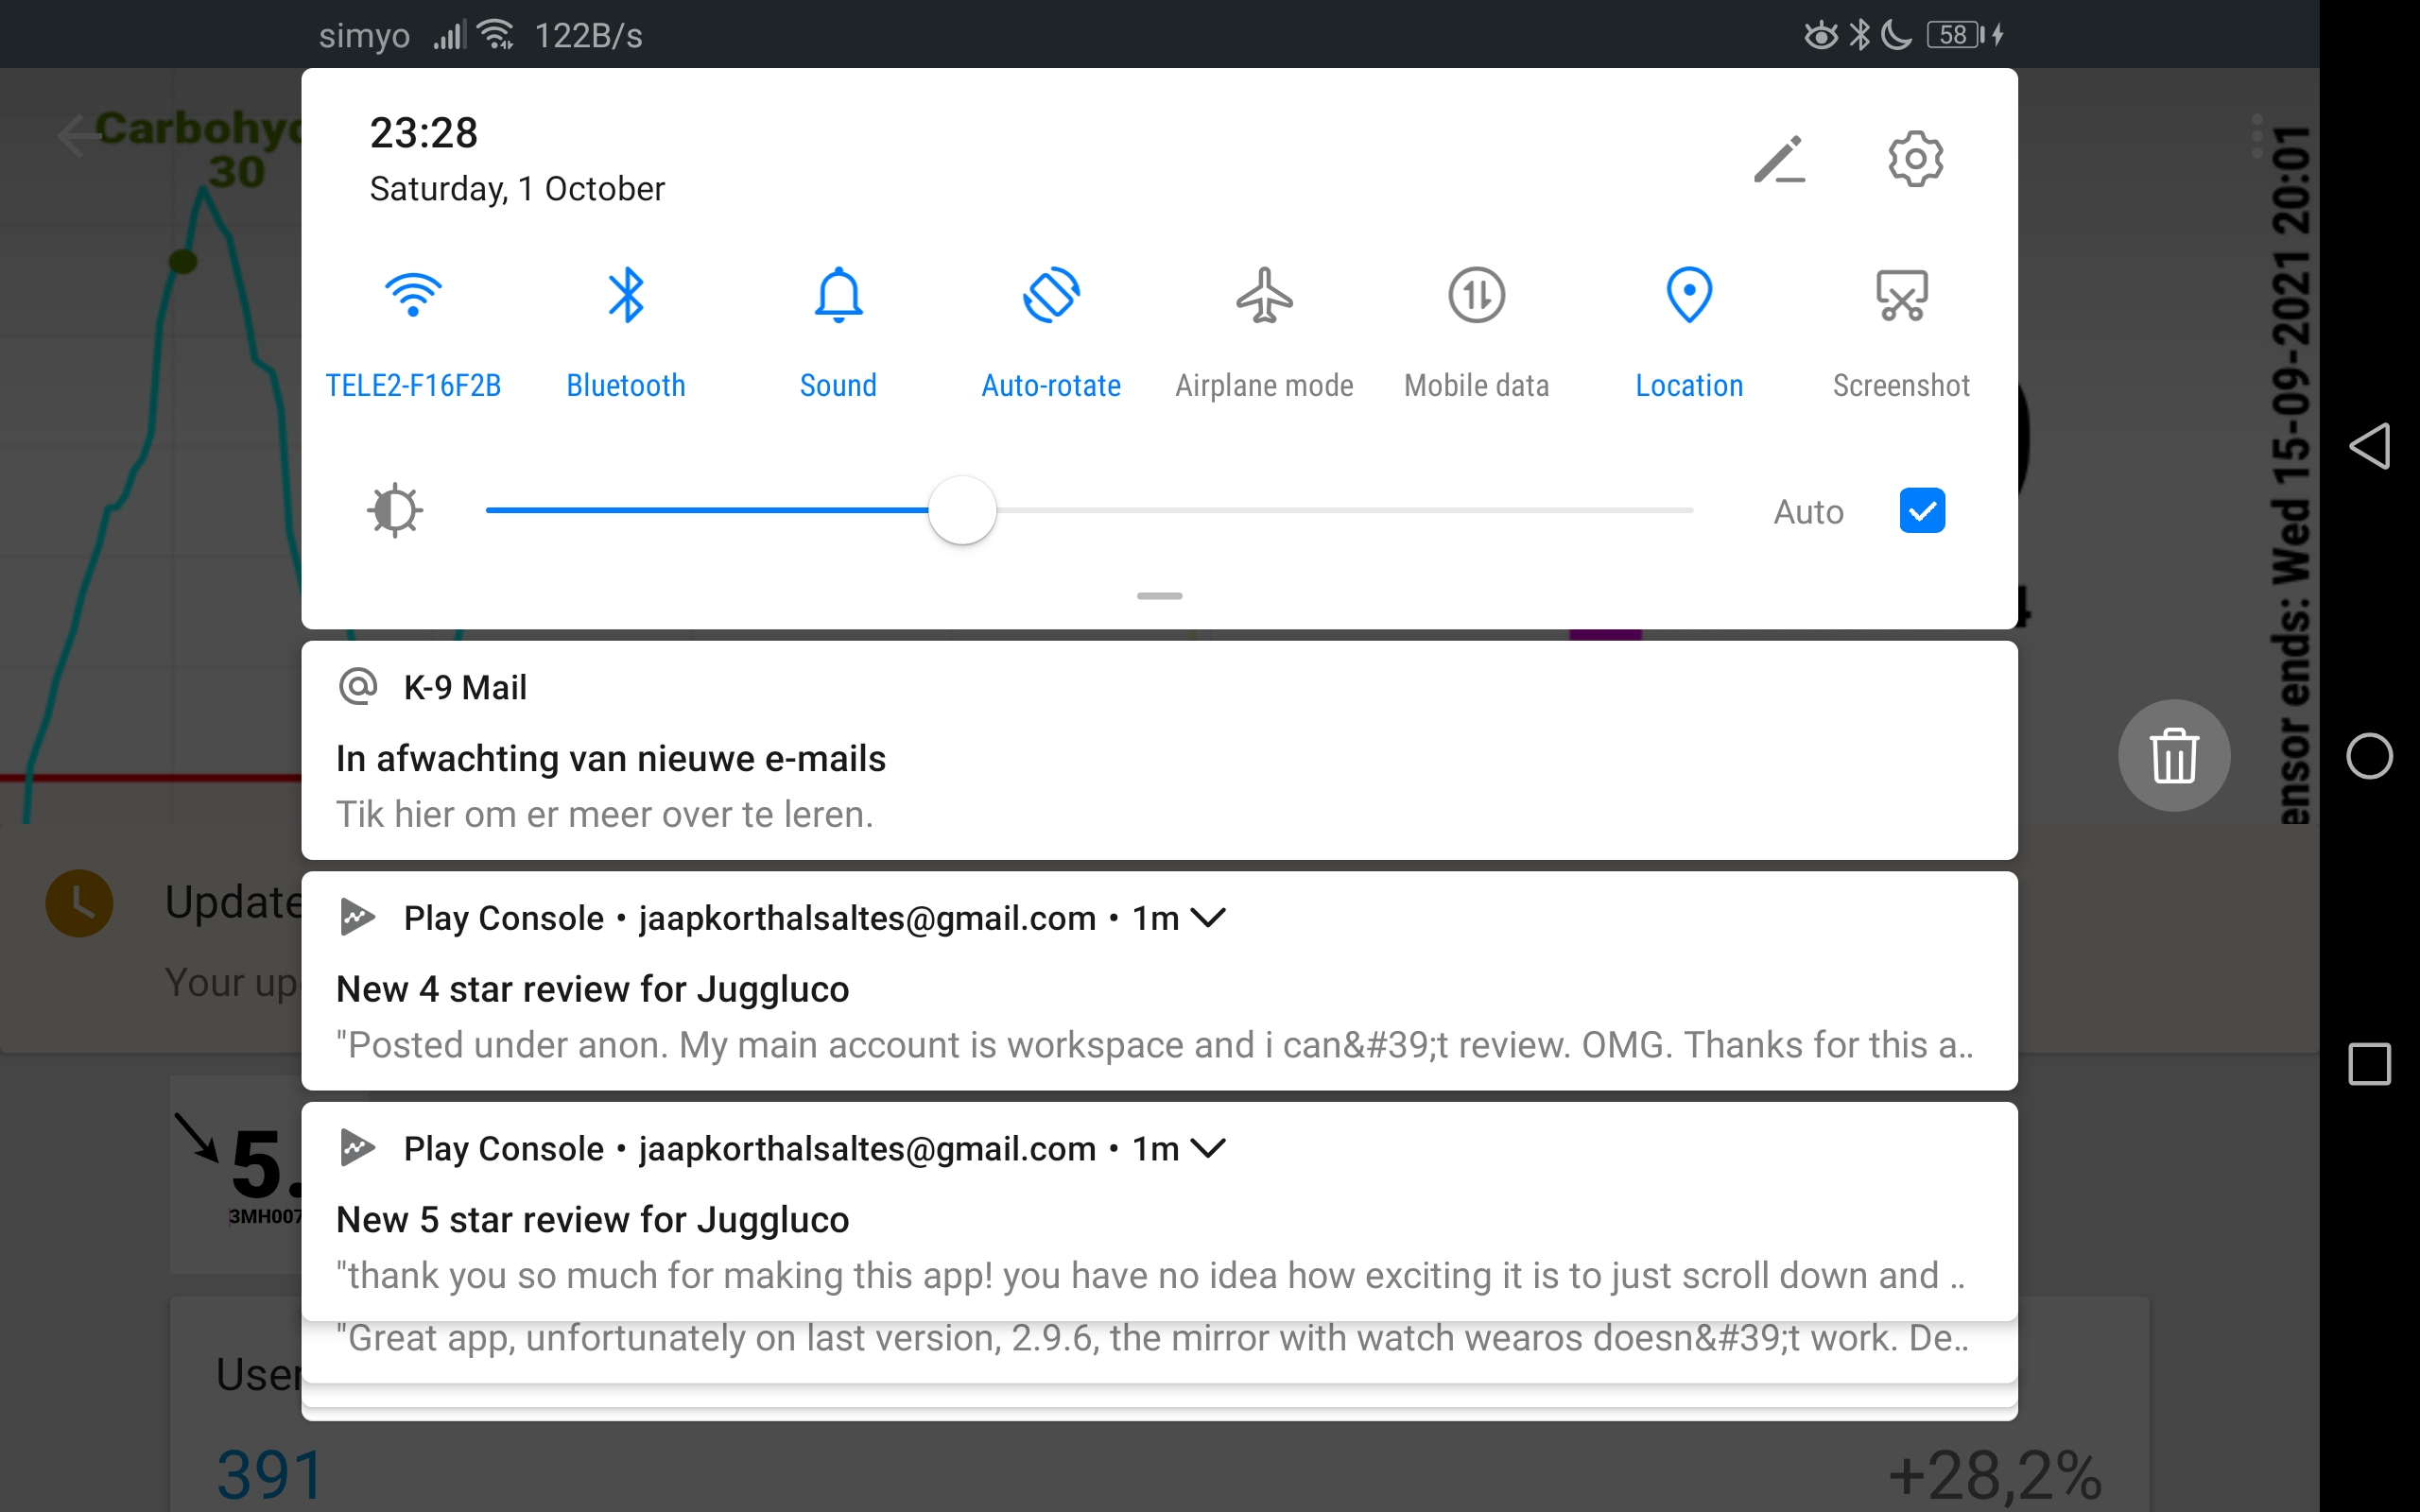 simyo 122B/s 58
23:28
Saturday, 1 October
TELE2-F16F2B Bluetooth Sound Auto-rotate Airplane mode Mobile data Location Screenshot
Auto
K-9 Mail
In afwachting van nieuwe e-mails
Tik hier om er meer over te leren.
Play Console • jaapkorthalsaltes@gmail.com • 1m
New 4 star review for Juggluco
"Posted under anon. My main account is workspace and i can&#39;t review. OMG. Thanks for this a..
Play Console • jaapkorthalsaltes@gmail.com • 1m
New 5 star review for Juggluco
"thank you so much for making this app! you have no idea how exciting it is to just scroll down and ..
"Great app, unfortunately on last version, 2.9.6, the mirror with watch wearos doesn&#39;t work. De..
Carbohyd
30
ensor ends: Wed 15-09-2021 20:01
Update
Your up
5.
3MH007
User
391
+28,2%